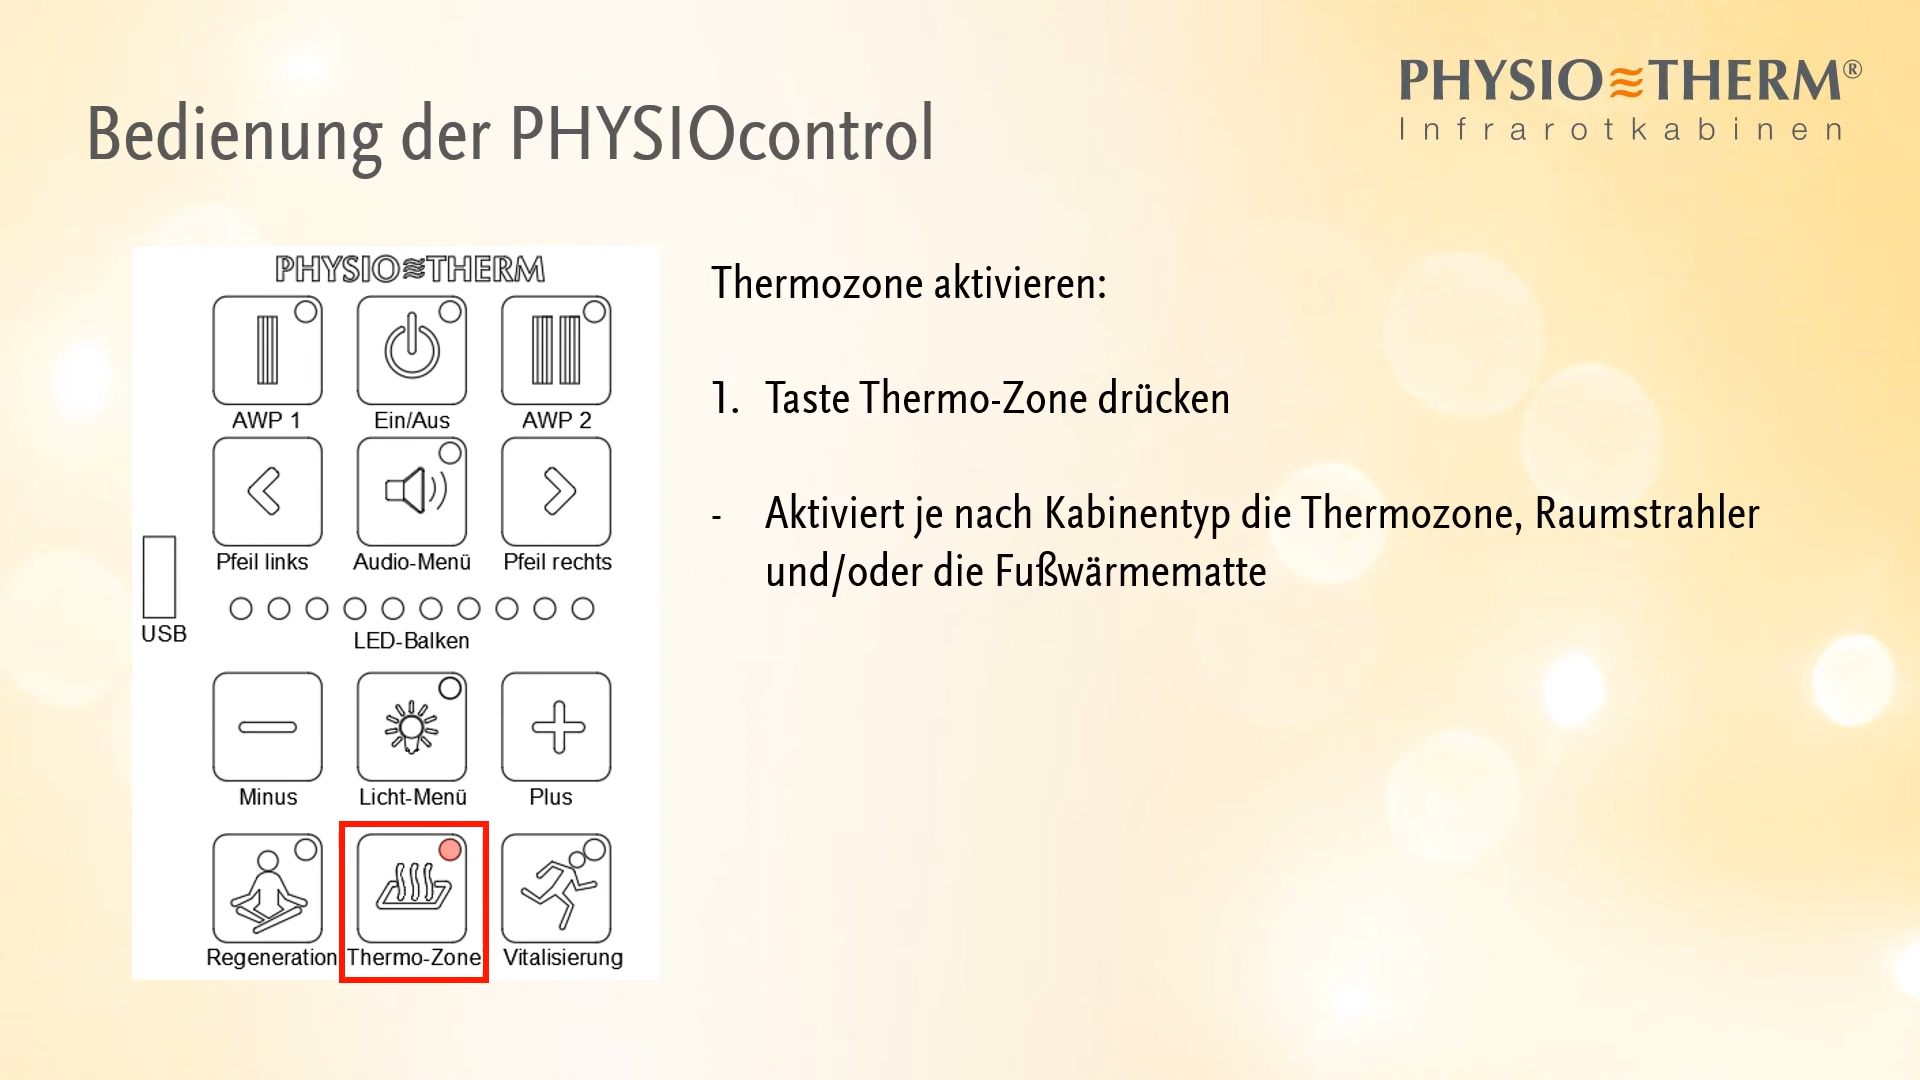 PHYSIO≈THERM®
Infrarotkabinen
Bedienung der PHYSIOcontrol
PHYSIO≈THERM
AWP 1 Ein/Aus AWP 2
Pfeil links Audio-Menü Pfeil rechts
USB
LED-Balken
Minus Licht-Menü Plus
Regeneration Thermo-Zone Vitalisierung
Thermozone aktivieren:
1. Taste Thermo-Zone drücken
- Aktiviert je nach Kabinentyp die Thermozone, Raumstrahler
und/oder die Fußwärmematte